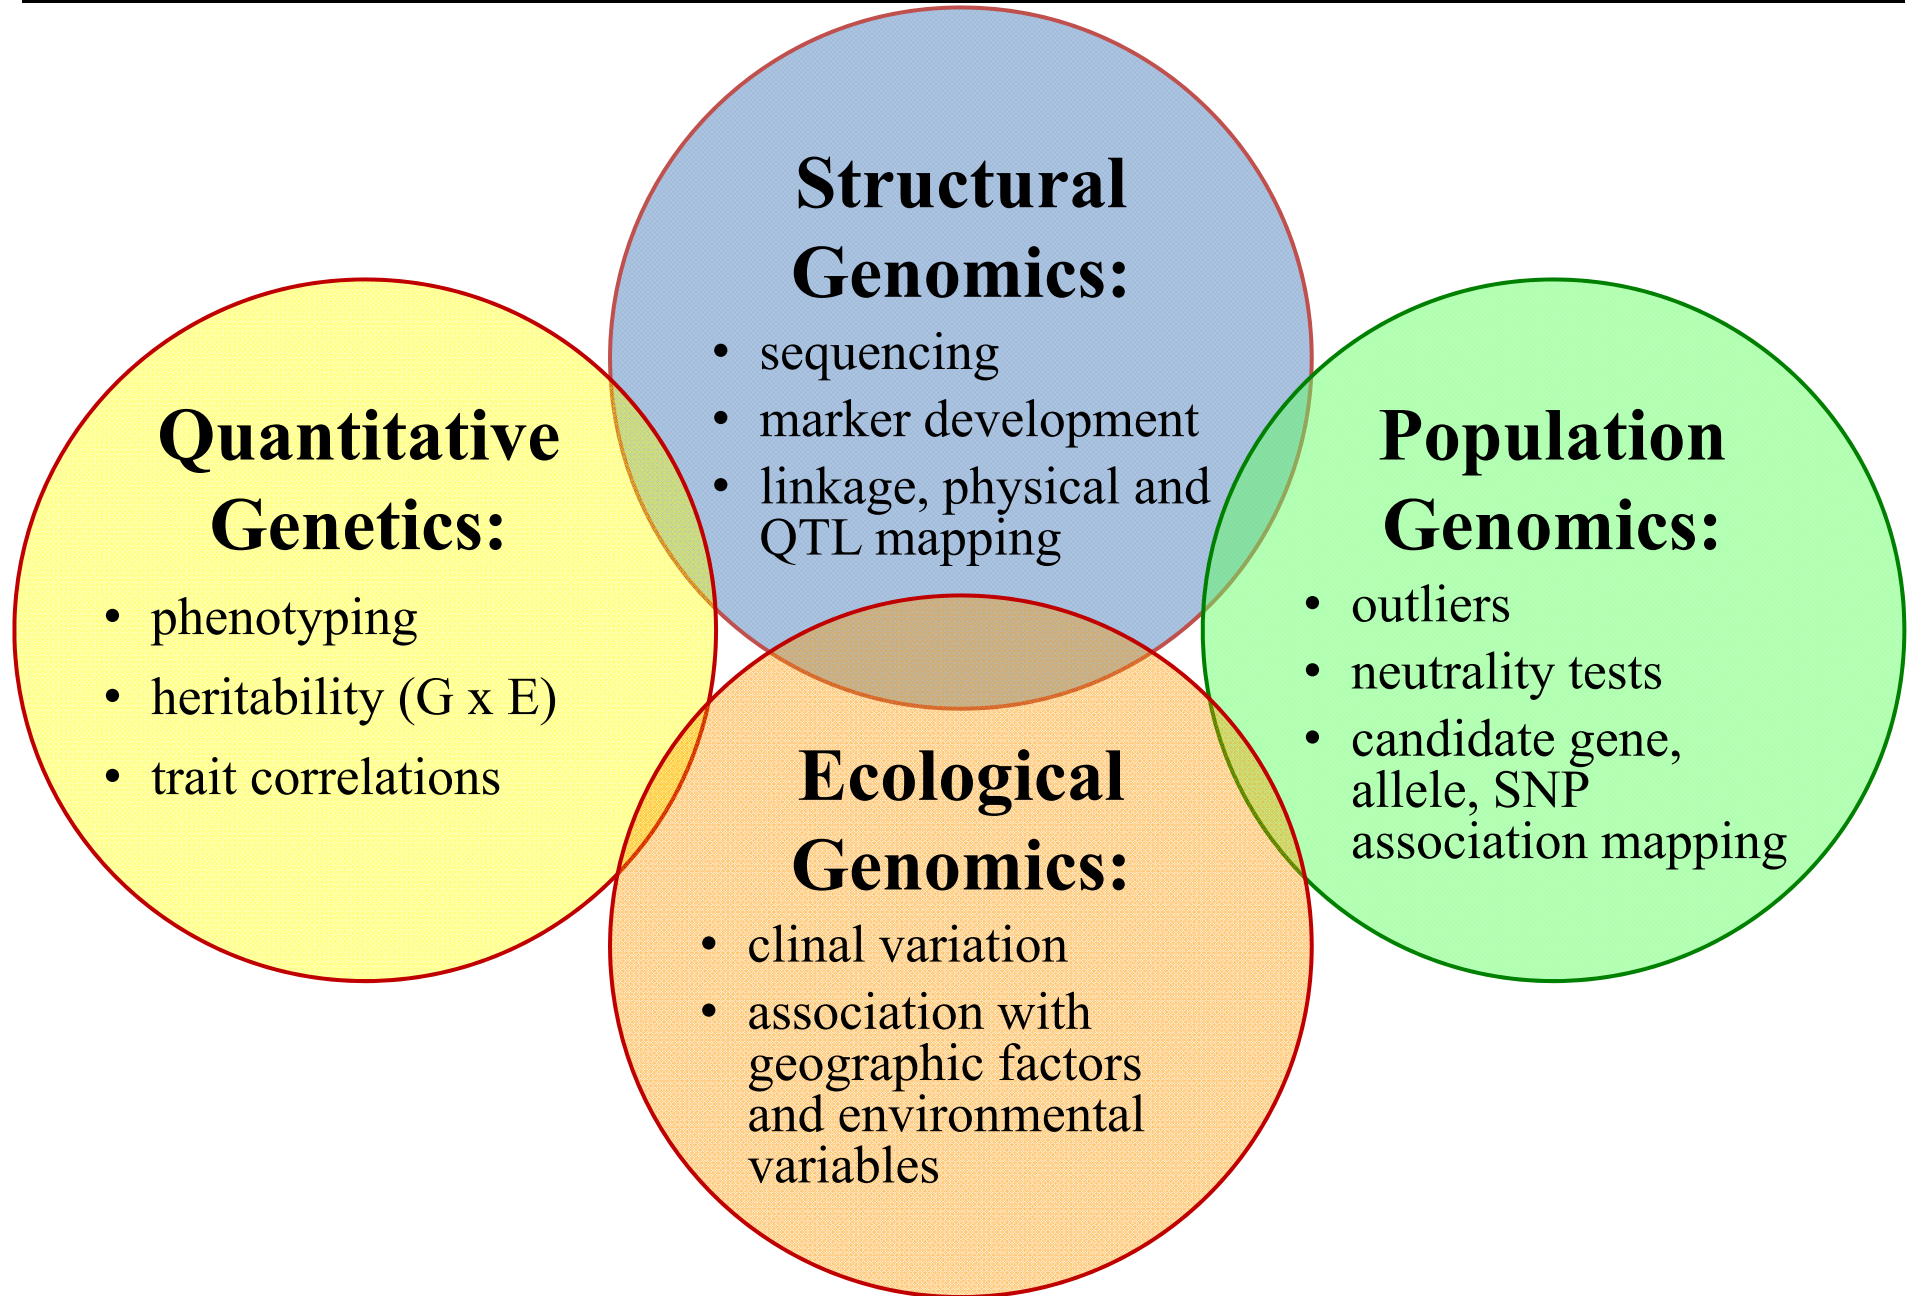 Structural
Genomics:
• sequencing
• marker development
• linkage, physical and
QTL mapping
Quantitative
Genetics:
• phenotyping
• heritability (G x E)
• trait correlations
Population
Genomics:
• outliers
• neutrality tests
• candidate gene,
allele, SNP
association mapping
Ecological
Genomics:
• clinal variation
• association with
geographic factors
and environmental
variables